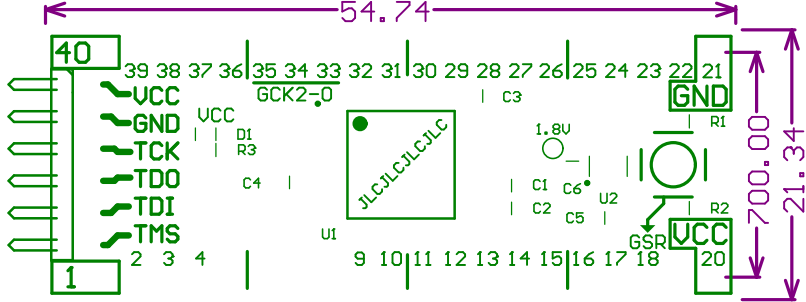 54.74
40
39 38 37 36 35 34 33 32 31 30 29 28 27 26 25 24 23 22 21
VCC
GCK2-0
C3
GND
GND
VCC
R1
TCK
D1
1.8V
R3
TDO
C4
JLCJLCJLCJLCJLC
C1
C6
U2
TDI
C2
C5
R2
TMS
U1
GSR
VCC
1
2 3 4 9 10 11 12 13 14 15 16 17 18 20
700.00
21.34